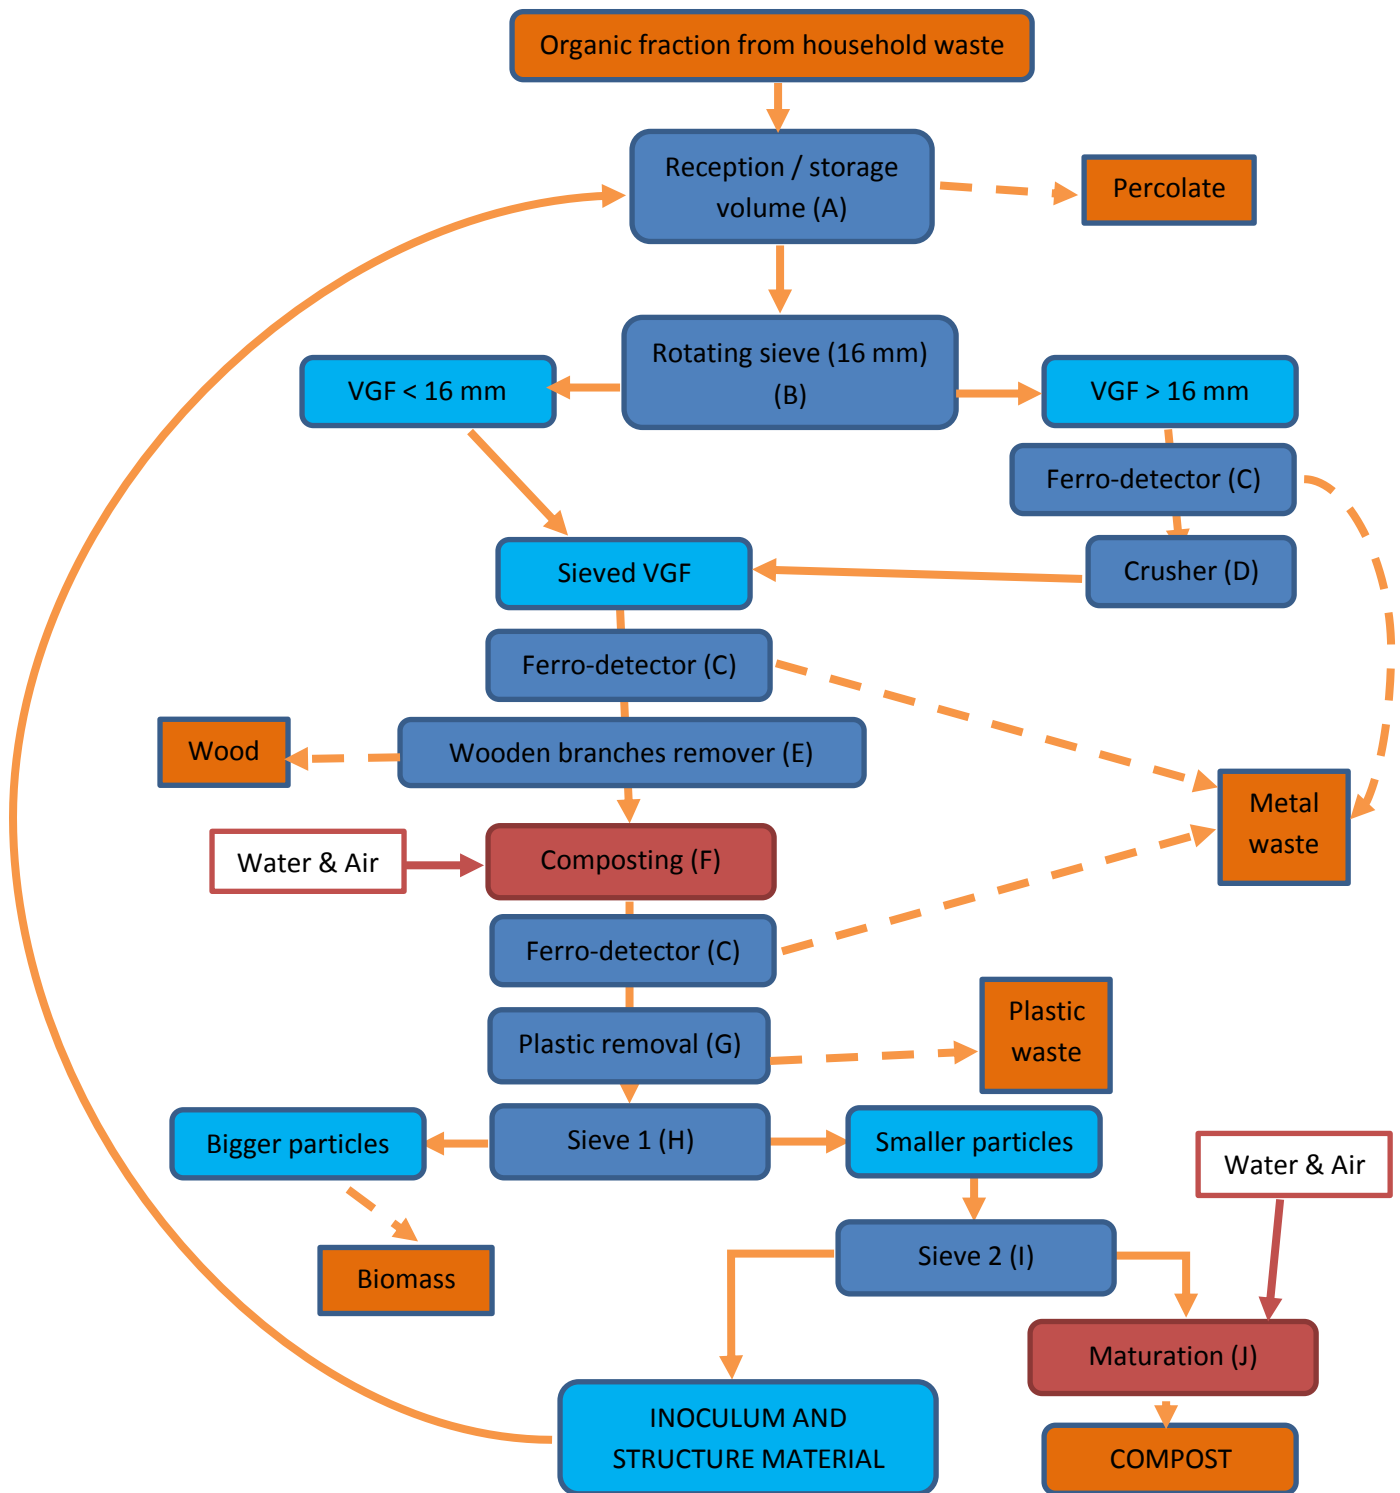 Organic fraction from household waste
Reception / storage
volume (A)
Percolate
Rotating sieve (16 mm)
(B)
VGF < 16 mm
VGF > 16 mm
Ferro-detector (C)
Sieved VGF
Crusher (D)
Ferro-detector (C)
Wood
Wooden branches remover (E)
Metal
waste
Water & Air
Composting (F)
Ferro-detector (C)
Plastic removal (G)
Plastic
waste
Bigger particles
Sieve 1 (H)
Smaller particles
Water & Air
Biomass
Sieve 2 (I)
Maturation (J)
INOCULUM AND
STRUCTURE MATERIAL
COMPOST